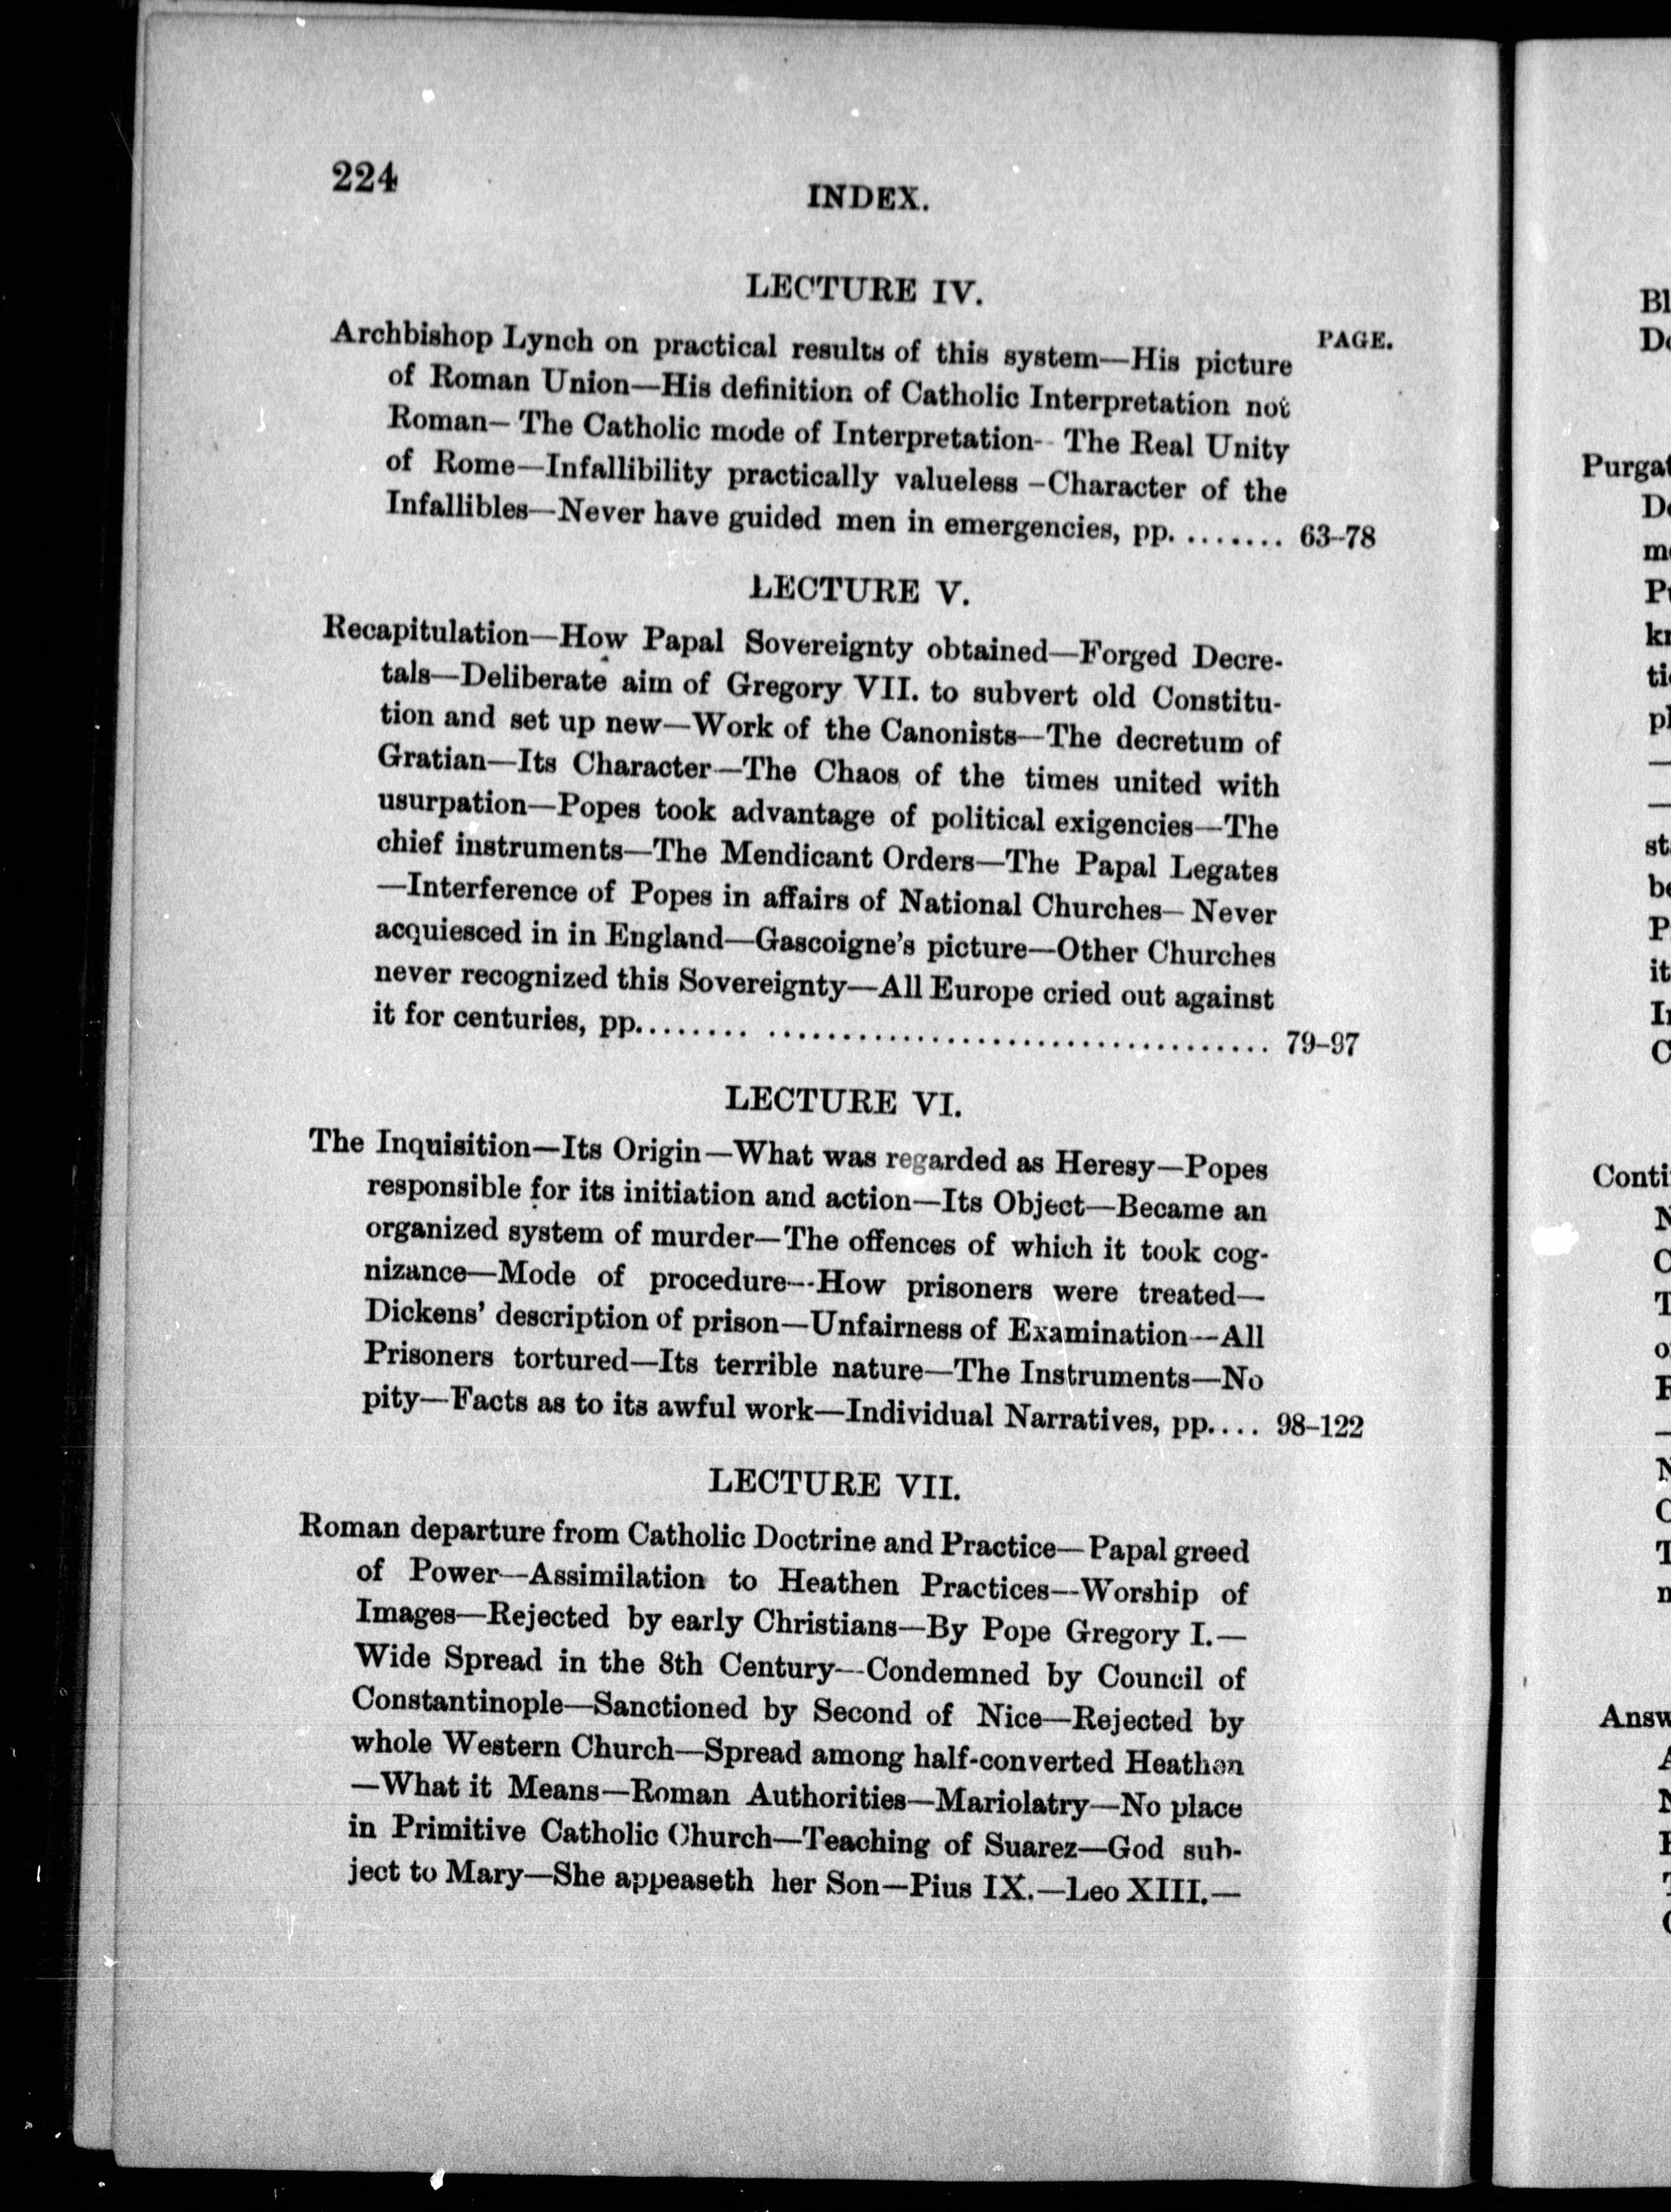 224
INDEX.
LECTURE IV.
PAGE.
Archbishop Lynch on practical results of this system—His picture
of Roman Union—His definition of Catholic Interpretation not
Roman—The Catholic mode of Interpretation--The Real Unity
of Rome—Infallibility practically valueless—Character of the
Infallibles—Never have guided men in emergencies, pp. ........ 63-78
LECTURE V.
Recapitulation—How Papal Sovereignty obtained—Forged Decre-
tals—Deliberate aim of Gregory VII. to subvert old Constitu-
tion and set up new—Work of the Canonists—The decretum of
Gratian—Its Character—The Chaos of the times united with
usurpation—Popes took advantage of political exigencies—The
chief instruments—The Mendicant Orders—The Papal Legates
—Interference of Popes in affairs of National Churches—Never
acquiesced in in England—Gascoigne's picture—Other Churches
never recognized this Sovereignty—All Europe cried out against
it for centuries, pp........ .................................. 79-97
LECTURE VI.
The Inquisition—Its Origin—What was regarded as Heresy—Popes
responsible for its initiation and action—Its Object—Became an
organized system of murder—The offences of which it took cog-
nizance—Mode of procedure--How prisoners were treated—
Dickens' description of prison—Unfairness of Examination—All
Prisoners tortured—Its terrible nature—The Instruments—No
pity—Facts as to its awful work—Individual Narratives, pp.... 98-122
LECTURE VII.
Roman departure from Catholic Doctrine and Practice—Papal greed
of Power—Assimilation to Heathen Practices—Worship of
Images—Rejected by early Christians—By Pope Gregory I.—
Wide Spread in the 8th Century—Condemned by Council of
Constantinople—Sanctioned by Second of Nice—Rejected by
whole Western Church—Spread among half-converted Heathen
—What it Means—Roman Authorities—Mariolatry—No place
in Primitive Catholic Church—Teaching of Suarez—God sub-
ject to Mary—She appeaseth her Son—Pius IX.—Leo XIII.—